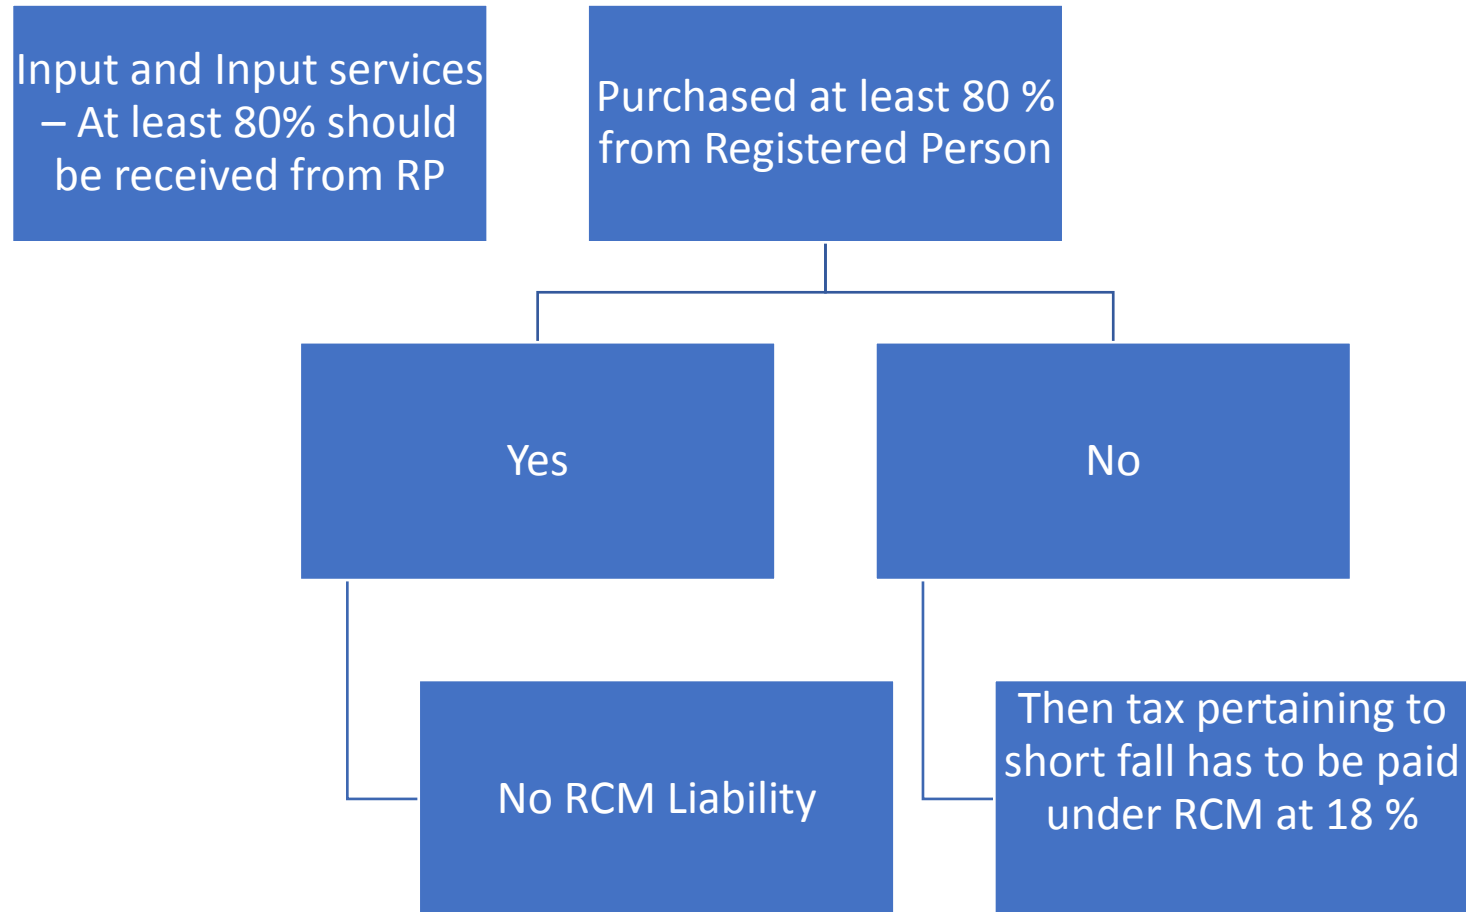 Input and Input services
– At least 80% should
be received from RP
Purchased at least 80 %
from Registered Person
Yes
No
No RCM Liability
Then tax pertaining to
short fall has to be paid
under RCM at 18 %